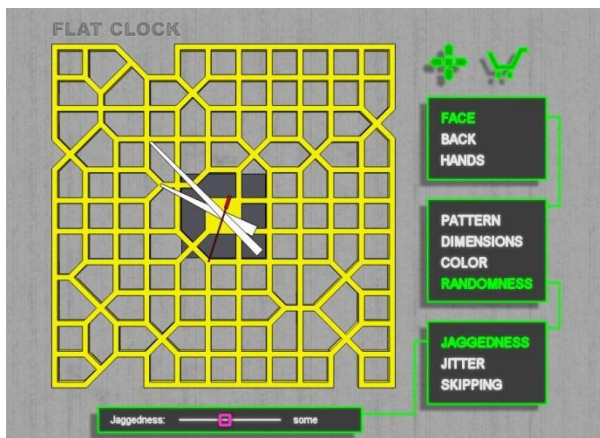 FLAT CLOCK
FACE
BACK
HANDS
PATTERN
DIMENSIONS
COLOR
RANDOMNESS
JAGGEDNESS
JITTER
SKIPPING
Jaggedness: some